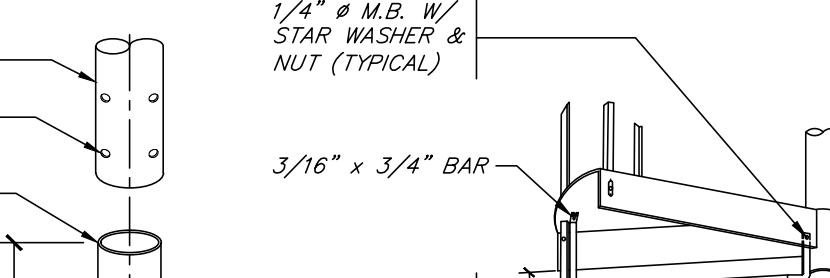 1/4" ø M.B. W/
STAR WASHER &
NUT (TYPICAL)
3/16" x 3/4" BAR